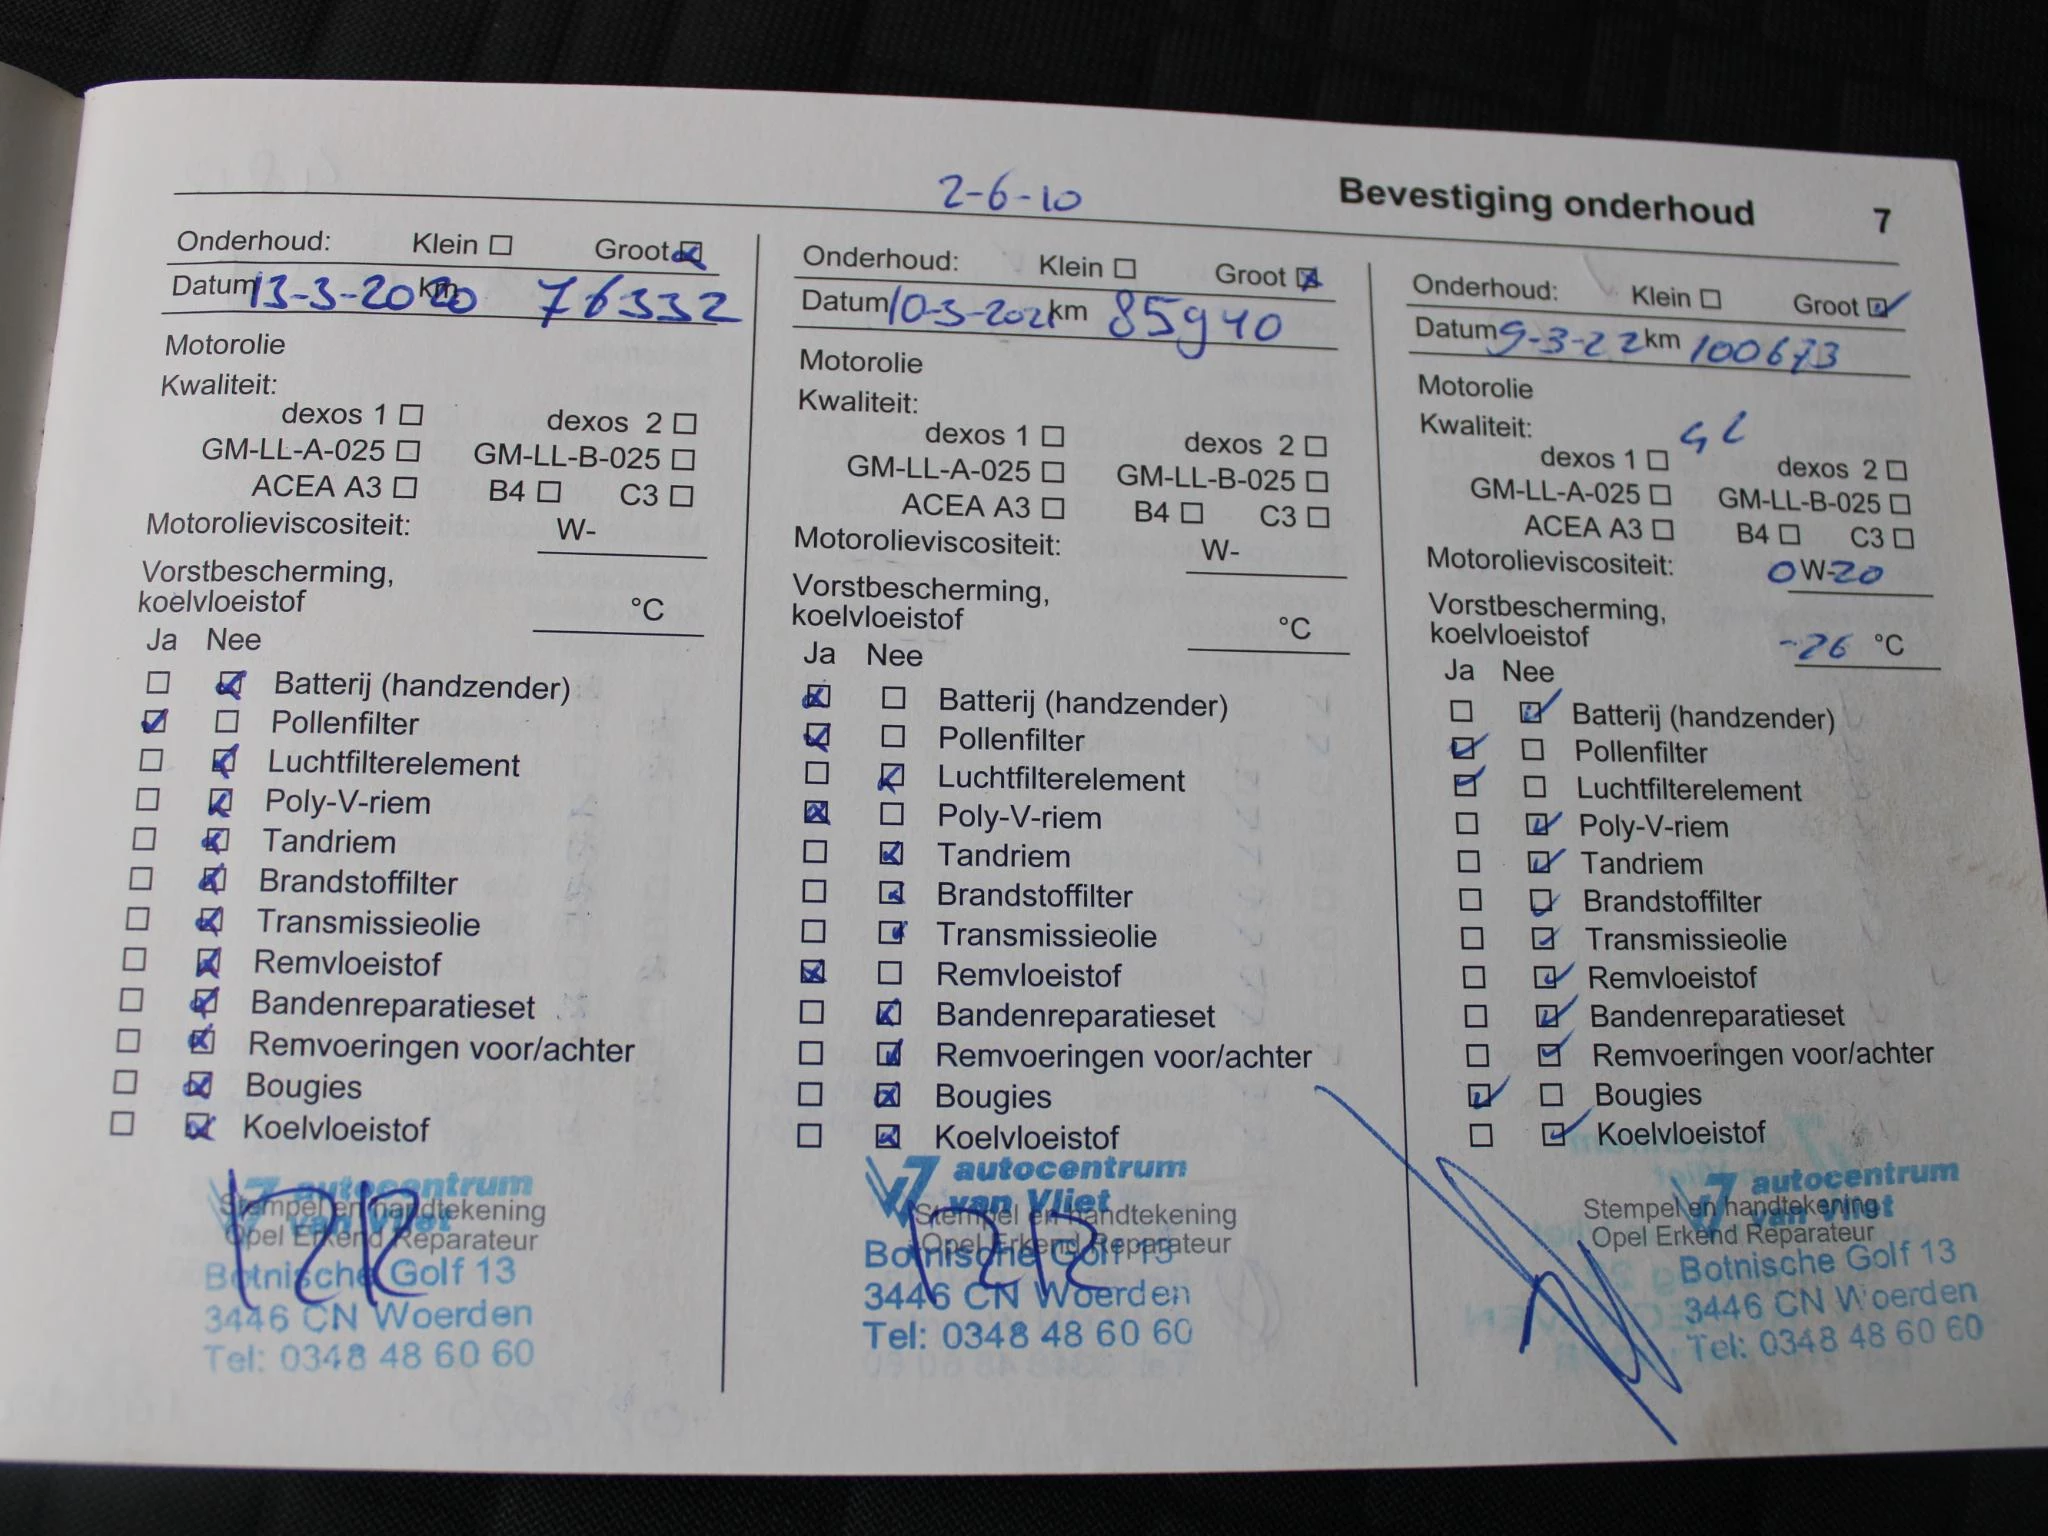 2-6-10
Bevestiging onderhoud 7
Onderhoud: Klein ☐ Groot ☒
Datum 13-3-2020 km 76332
Motorolie
Kwaliteit:
dexos 1 ☐ dexos 2 ☐
GM-LL-A-025 ☐ GM-LL-B-025 ☐
ACEA A3 ☐ B4 ☐ C3 ☐
Motorolieviscositeit: W-
Vorstbescherming,
koelvloeistof °C
Ja Nee
☐ ☒ Batterij (handzender)
☒ ☐ Pollenfilter
☐ ☒ Luchtfilterelement
☐ ☒ Poly-V-riem
☐ ☒ Tandriem
☐ ☒ Brandstoffilter
☐ ☒ Transmissieolie
☐ ☒ Remvloeistof
☐ ☒ Bandenreparatieset
☐ ☒ Remvoeringen voor/achter
☐ ☒ Bougies
☐ ☒ Koelvloeistof
autocentrum
van Vliet
Stempel en handtekening
Opel Erkend Reparateur
Botnische Golf 13
3446 CN Woerden
Tel: 0348 48 60 60
Onderhoud: Klein ☐ Groot ☒
Datum 10-3-2021 km 85940
Motorolie
Kwaliteit:
dexos 1 ☐ dexos 2 ☐
GM-LL-A-025 ☐ GM-LL-B-025 ☐
ACEA A3 ☐ B4 ☐ C3 ☐
Motorolieviscositeit: W-
Vorstbescherming,
koelvloeistof °C
Ja Nee
☒ ☐ Batterij (handzender)
☒ ☐ Pollenfilter
☐ ☒ Luchtfilterelement
☒ ☐ Poly-V-riem
☐ ☒ Tandriem
☐ ☒ Brandstoffilter
☐ ☒ Transmissieolie
☒ ☐ Remvloeistof
☐ ☒ Bandenreparatieset
☐ ☒ Remvoeringen voor/achter
☐ ☒ Bougies
☐ ☒ Koelvloeistof
autocentrum
van Vliet
Stempel en handtekening
Opel Erkend Reparateur
Botnische Golf 13
3446 CN Woerden
Tel: 0348 48 60 60
Onderhoud: Klein ☐ Groot ☑
Datum 9-3-22 km 100673
Motorolie
Kwaliteit:
dexos 1 ☐ dexos 2 ☐
GM-LL-A-025 ☐ GM-LL-B-025 ☐
ACEA A3 ☐ B4 ☐ C3 ☐
Motorolieviscositeit: 0W-20
Vorstbescherming,
koelvloeistof -26 °C
Ja Nee
☐ ☑ Batterij (handzender)
☑ ☐ Pollenfilter
☑ ☐ Luchtfilterelement
☐ ☑ Poly-V-riem
☐ ☑ Tandriem
☐ ☑ Brandstoffilter
☐ ☑ Transmissieolie
☐ ☑ Remvloeistof
☐ ☑ Bandenreparatieset
☐ ☑ Remvoeringen voor/achter
☑ ☐ Bougies
☐ ☑ Koelvloeistof
autocentrum
van Vliet
Stempel en handtekening
Opel Erkend Reparateur
Botnische Golf 13
3446 CN Woerden
Tel: 0348 48 60 60